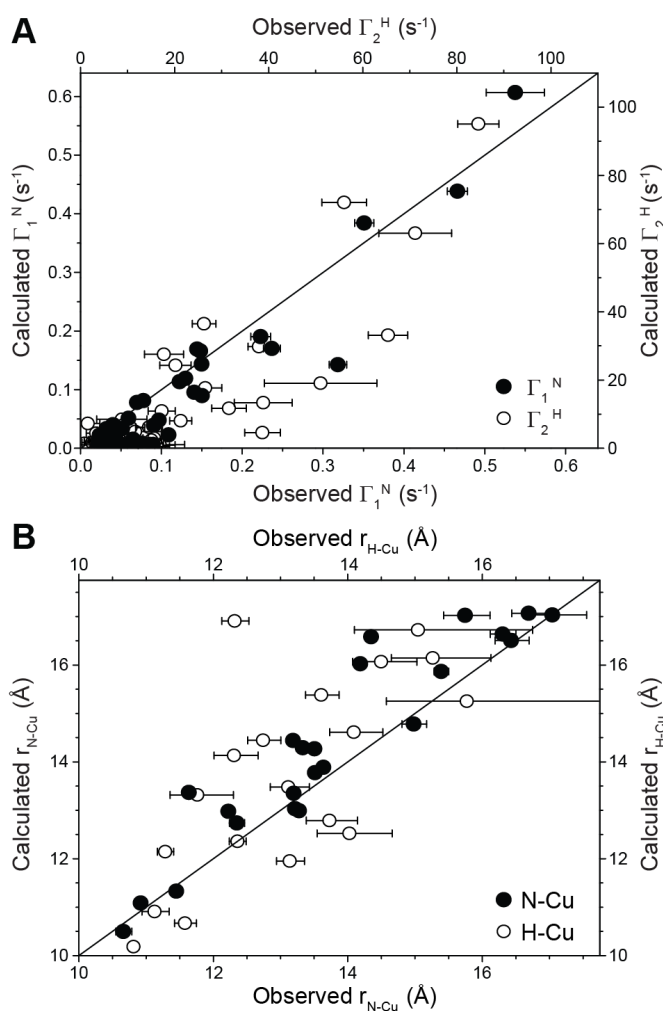 A
Observed Γ₂ᴴ (s⁻¹)
0 20 40 60 80 100
0.6
0.5
0.4
0.3
0.2
0.1
0.0
Calculated Γ₁ᴺ (s⁻¹)
100
80
60
40
20
0
Calculated Γ₂ᴴ (s⁻¹)
Γ₁ᴺ
Γ₂ᴴ
0.0 0.1 0.2 0.3 0.4 0.5 0.6
Observed Γ₁ᴺ (s⁻¹)
B
Observed r_H-Cu (Å)
10 12 14 16
16
14
12
10
Calculated r_N-Cu (Å)
16
14
12
10
Calculated r_H-Cu (Å)
N-Cu
H-Cu
10 12 14 16
Observed r_N-Cu (Å)